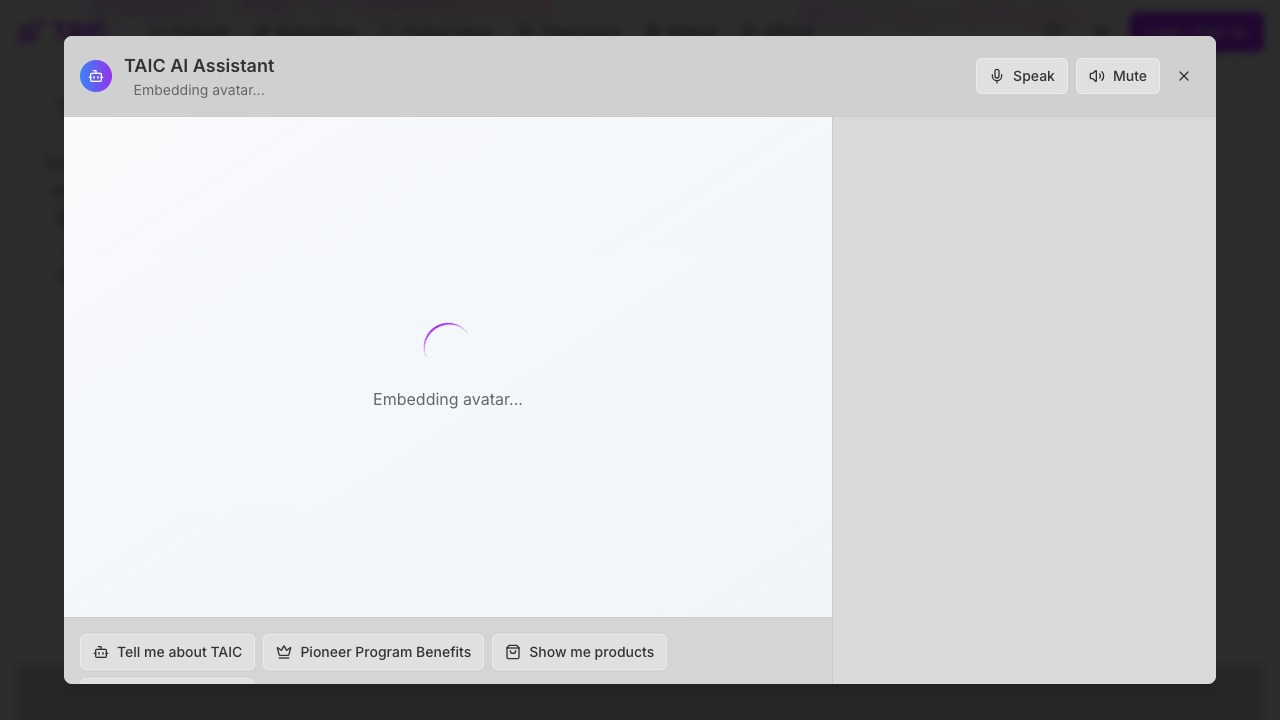 TAIC AI Assistant
Embedding avatar...
Speak
Mute
Embedding avatar...
Tell me about TAIC
Pioneer Program Benefits
Show me products